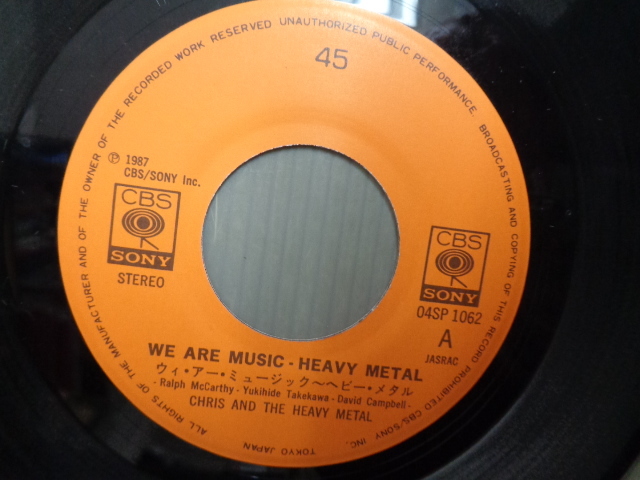 ALL RIGHTS OF THE MANUFACTURER AND OF THE OWNER OF THE RECORDED WORK RESERVED UNAUTHORIZED PUBLIC PERFORMANCE. BROADCASTING AND COPYING OF THIS RECORD PROHIBITED CBS/SONY INC. TOKYO JAPAN
45
Ⓟ 1987
CBS/SONY Inc.
CBS
SONY
STEREO
CBS
SONY
04SP 1062
A
JASRAC
WE ARE MUSIC - HEAVY METAL
ウィ・アー・ミュージック〜ヘビー・メタル
- Ralph McCarthy - Yukihide Takekawa - David Campbell -
CHRIS AND THE HEAVY METAL